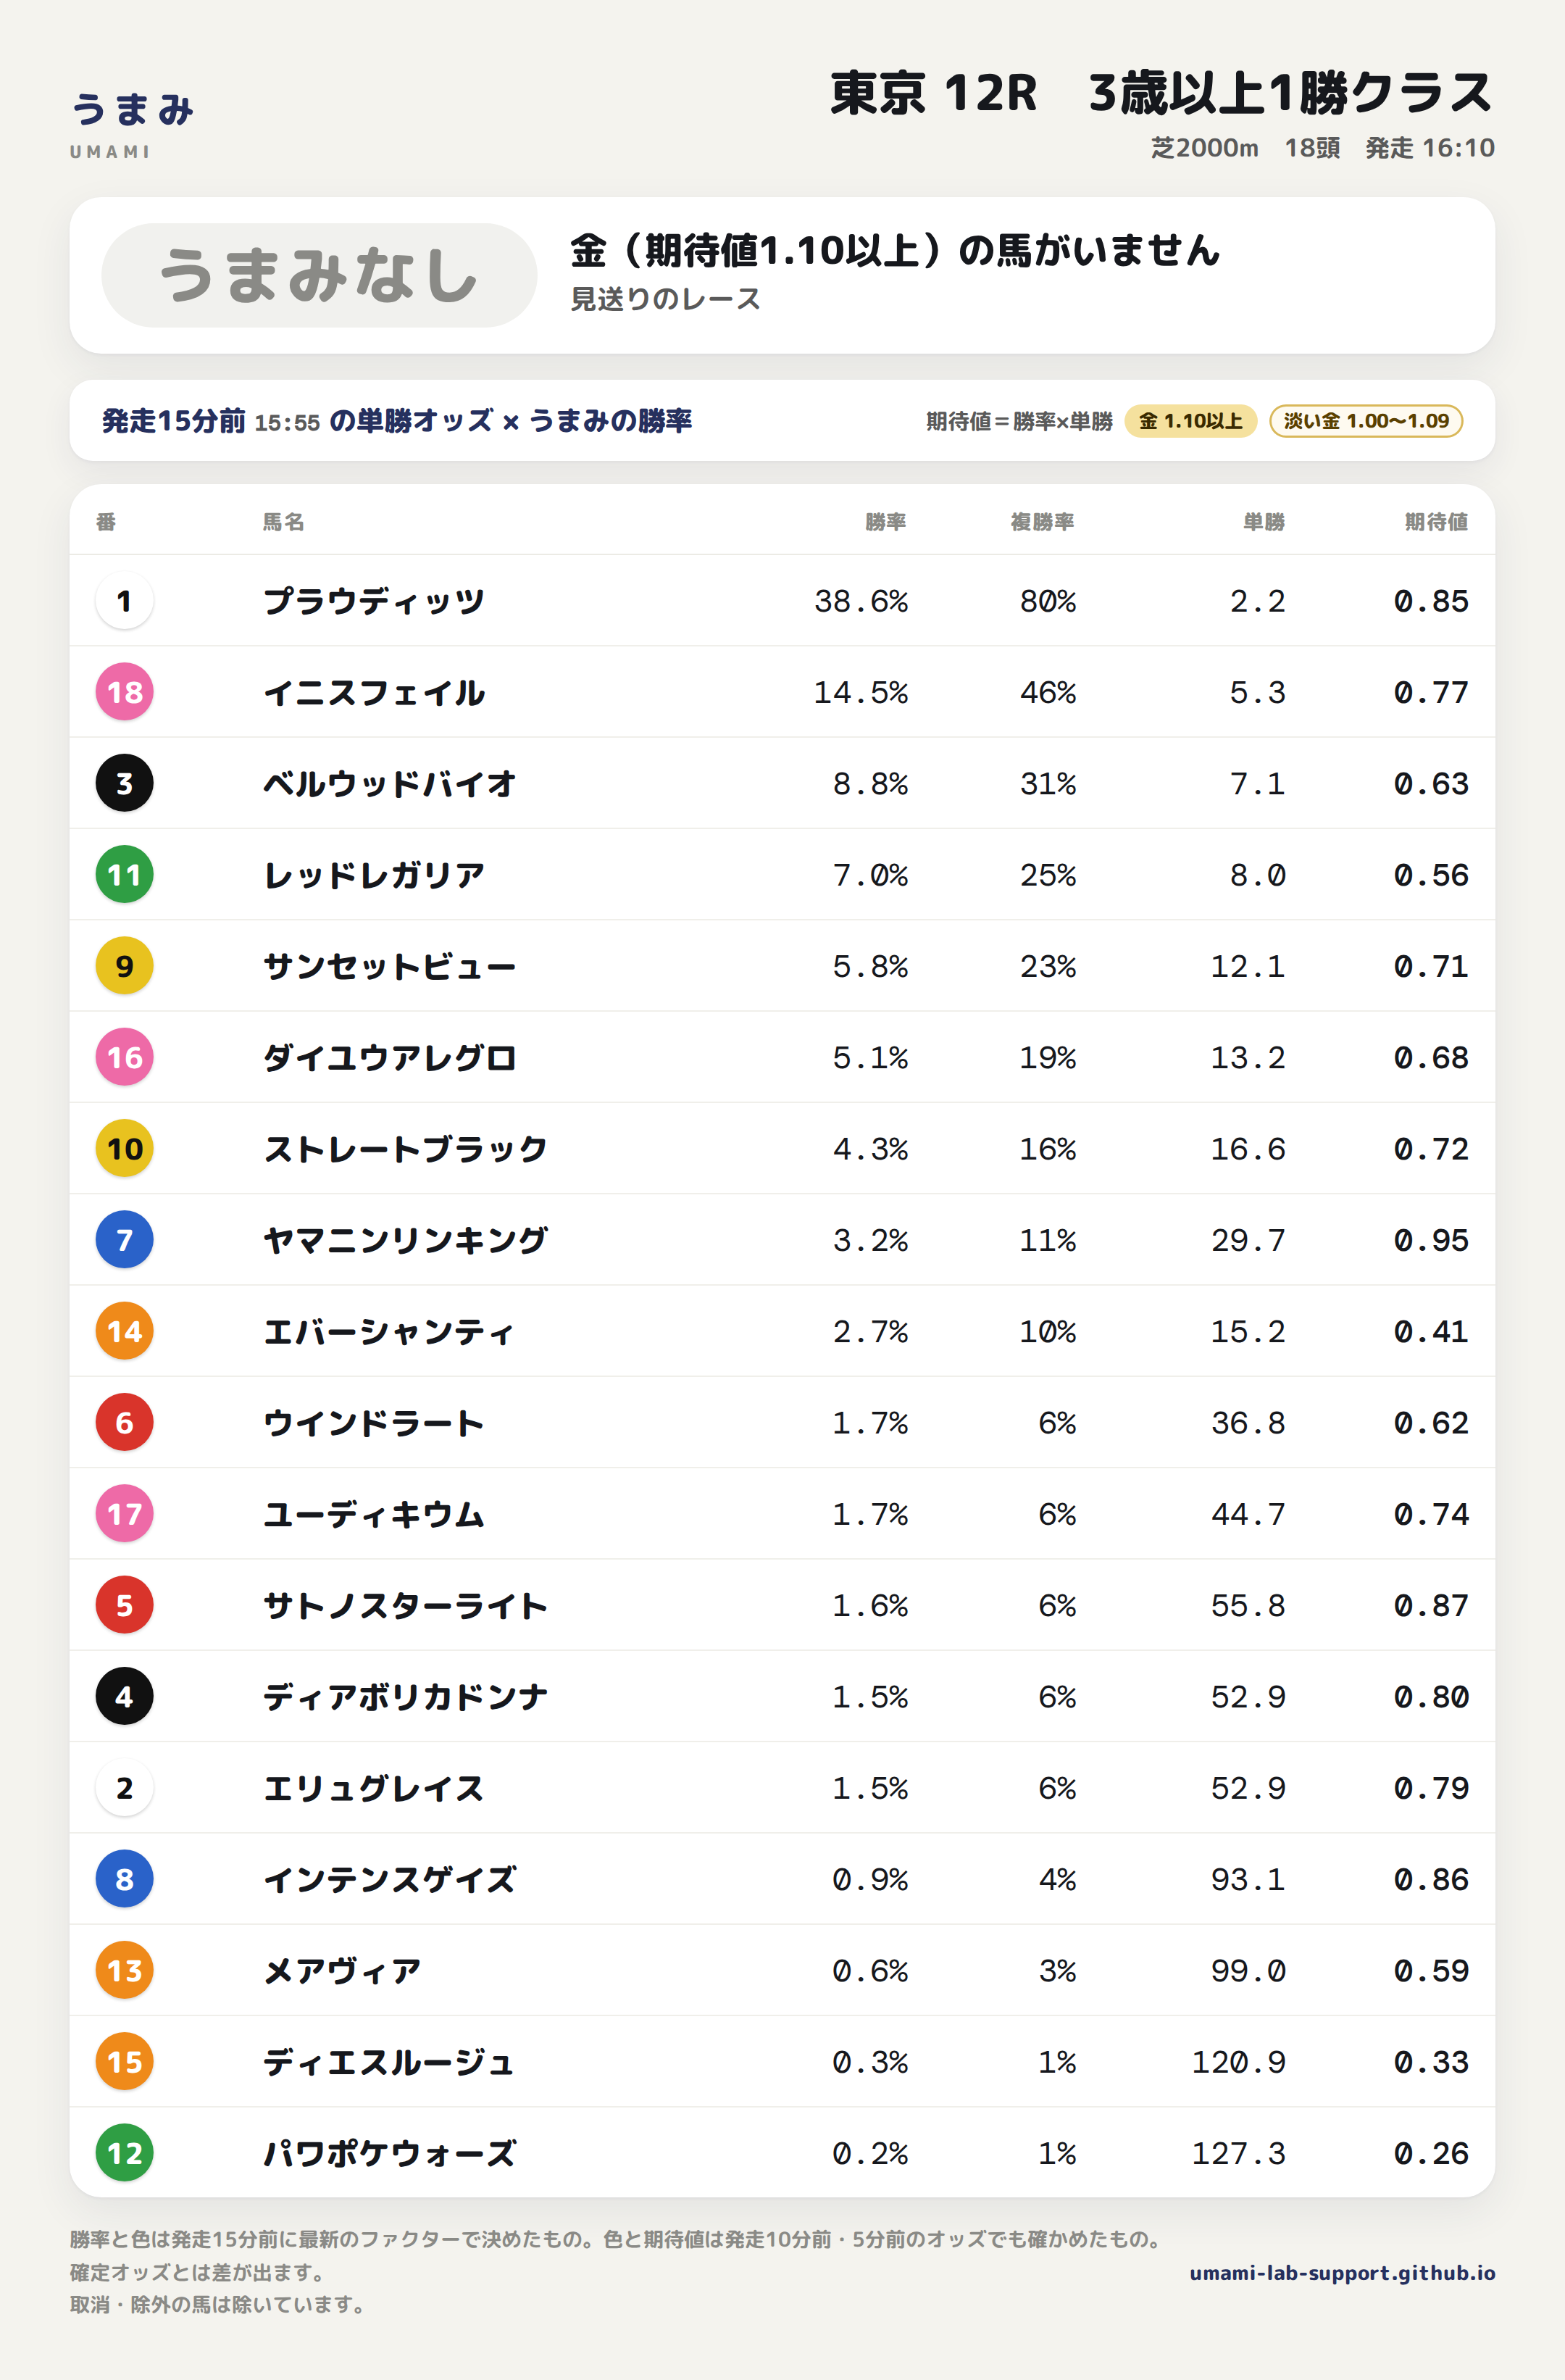 うまみ
UMAMI
東京 12R　3歳以上1勝クラス
芝2000m　18頭　発走 16:10
うまみなし
金（期待値1.10以上）の馬がいません
見送りのレース
発走15分前 15:55 の単勝オッズ × うまみの勝率
期待値＝勝率×単勝 金 1.10以上 淡い金 1.00〜1.09
番 馬名 勝率 複勝率 単勝 期待値
1 プラウディッツ 38.6% 80% 2.2 0.85
18 イニスフェイル 14.5% 46% 5.3 0.77
3 ベルウッドバイオ 8.8% 31% 7.1 0.63
11 レッドレガリア 7.0% 25% 8.0 0.56
9 サンセットビュー 5.8% 23% 12.1 0.71
16 ダイユウアレグロ 5.1% 19% 13.2 0.68
10 ストレートブラック 4.3% 16% 16.6 0.72
7 ヤマニンリンキング 3.2% 11% 29.7 0.95
14 エバーシャンティ 2.7% 10% 15.2 0.41
6 ウインドラート 1.7% 6% 36.8 0.62
17 ユーディキウム 1.7% 6% 44.7 0.74
5 サトノスターライト 1.6% 6% 55.8 0.87
4 ディアボリカドンナ 1.5% 6% 52.9 0.80
2 エリュグレイス 1.5% 6% 52.9 0.79
8 インテンスゲイズ 0.9% 4% 93.1 0.86
13 メアヴィア 0.6% 3% 99.0 0.59
15 ディエスルージュ 0.3% 1% 120.9 0.33
12 パワポケウォーズ 0.2% 1% 127.3 0.26
勝率と色は発走15分前に最新のファクターで決めたもの。色と期待値は発走10分前・5分前のオッズでも確かめたもの。
確定オッズとは差が出ます。
取消・除外の馬は除いています。
umami-lab-support.github.io